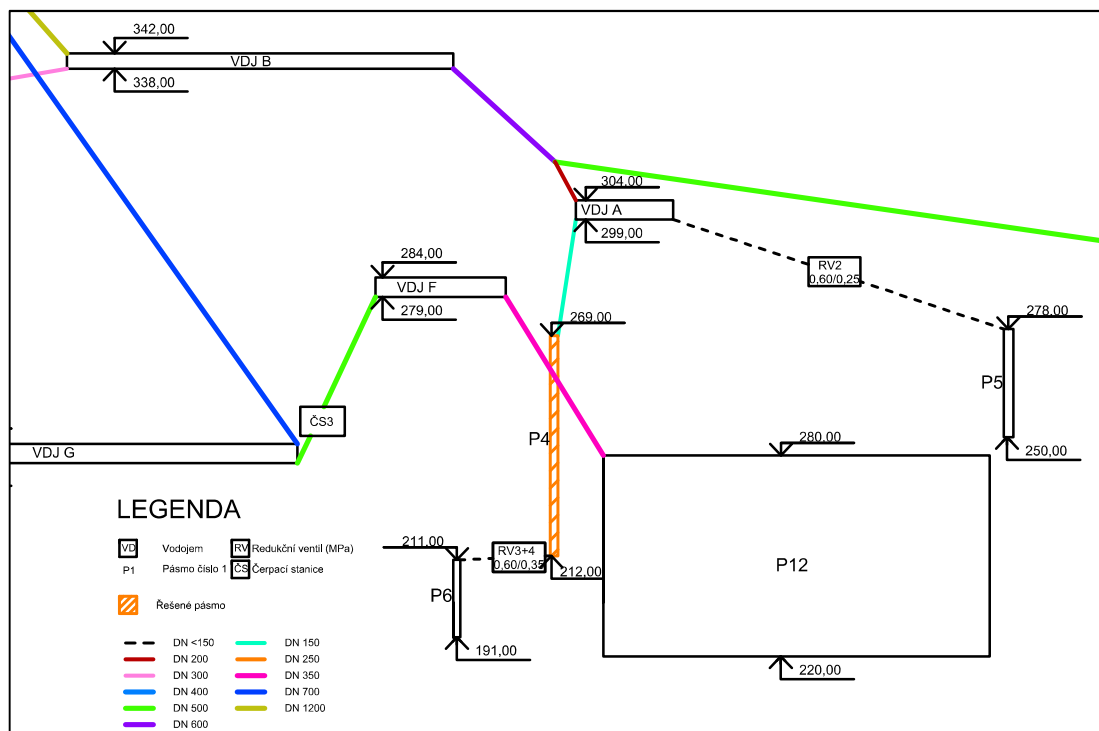 342,00
VDJ B
338,00
304,00
VDJ A
299,00
RV2
0,60/0,25
284,00
VDJ F
279,00
269,00
278,00
P5
250,00
ČS3
P4
VDJ G
280,00
P12
220,00
211,00
RV3+4
0,60/0,35
212,00
P6
191,00
LEGENDA
VD Vodojem
RV Redukční ventil (MPa)
P1 Pásmo číslo 1
ČS Čerpací stanice
Řešené pásmo
DN <150
DN 200
DN 300
DN 400
DN 500
DN 600
DN 150
DN 250
DN 350
DN 700
DN 1200